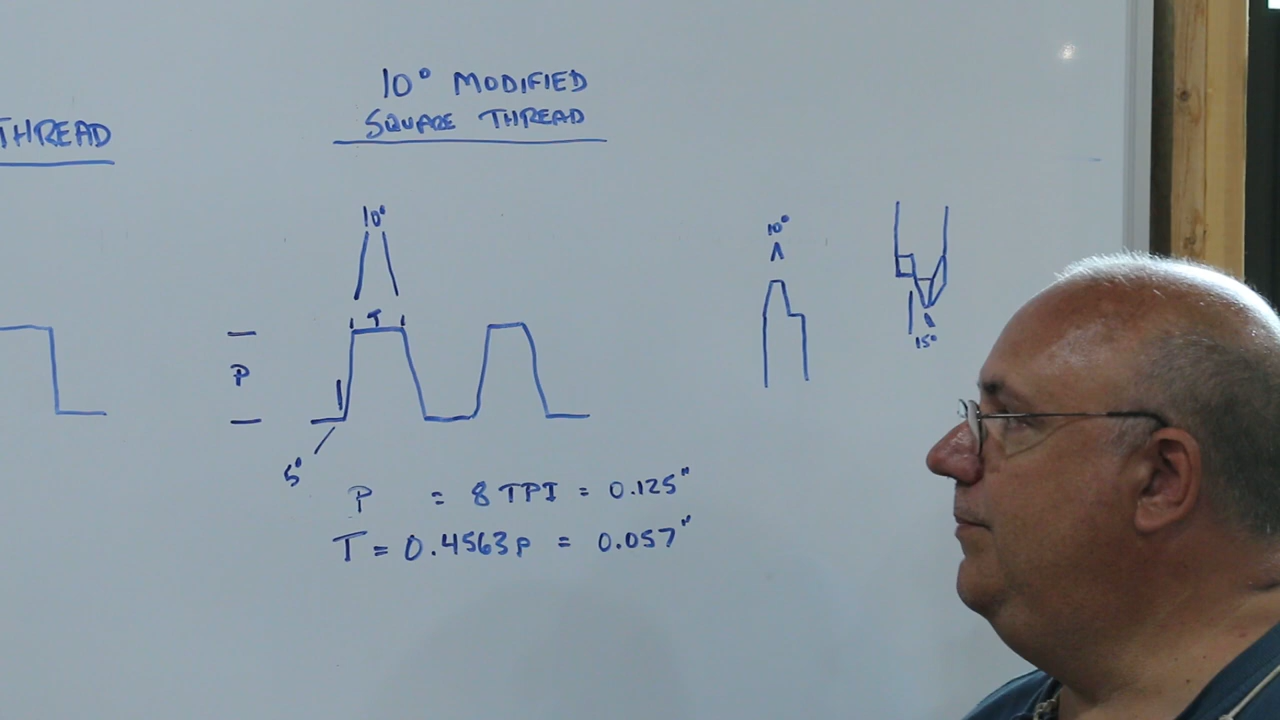 THREAD
10° MODIFIED
SQUARE THREAD
10°
T
P
5°
10°
15°
P = 8 TPI = 0.125"
T = 0.4563P = 0.057"